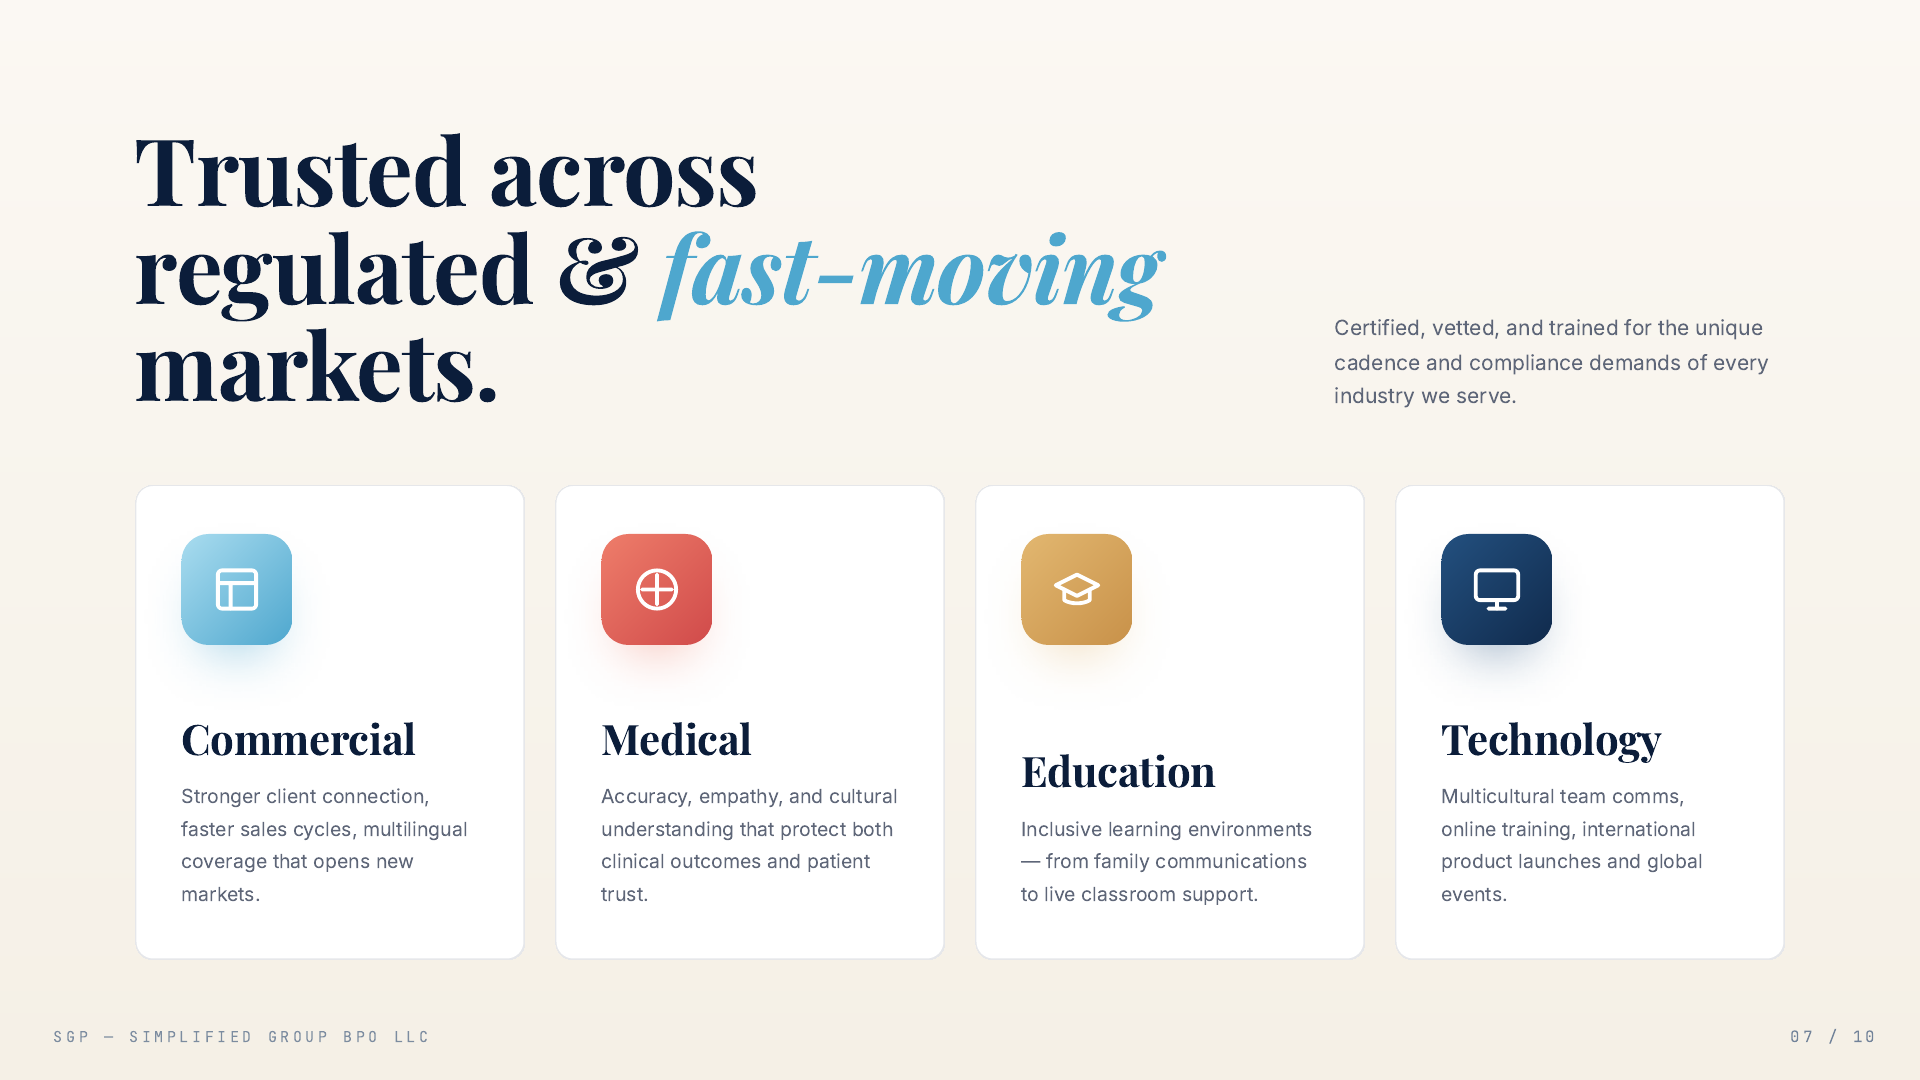 Trusted across
regulated & fast-moving
markets.
Certified, vetted, and trained for the unique
cadence and compliance demands of every
industry we serve.
Commercial
Stronger client connection,
faster sales cycles, multilingual
coverage that opens new
markets.
Medical
Accuracy, empathy, and cultural
understanding that protect both
clinical outcomes and patient
trust.
Education
Inclusive learning environments
— from family communications
to live classroom support.
Technology
Multicultural team comms,
online training, international
product launches and global
events.
SGP — SIMPLIFIED GROUP BPO LLC
07 / 10